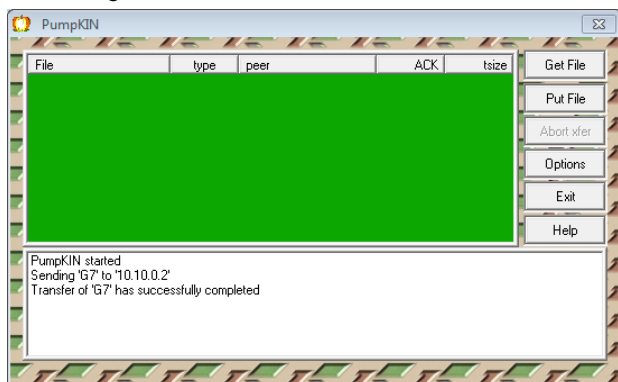 PumpKIN
File type peer ACK tsize
Get File
Put File
Abort xfer
Options
Exit
Help
PumpKIN started
Sending 'G7' to '10.10.0.2'
Transfer of 'G7' has successfully completed